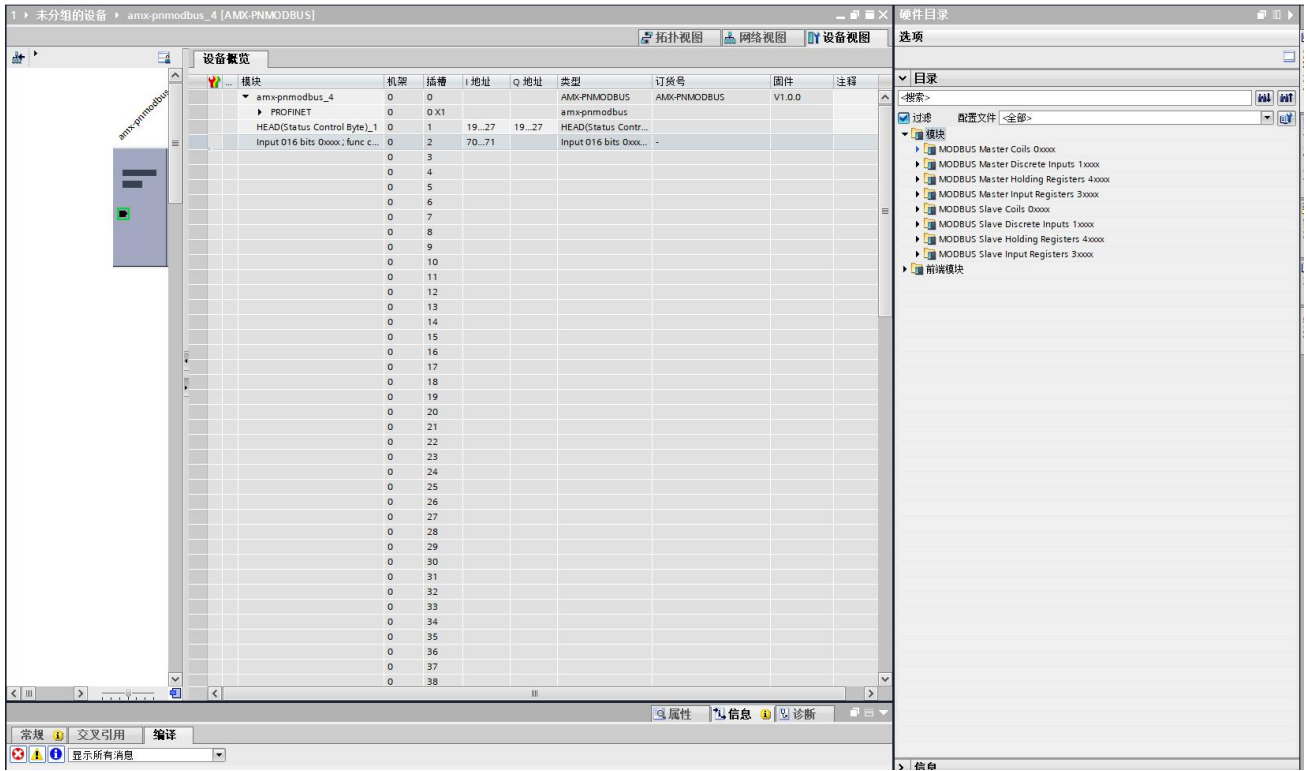 1 ▸ 未分组的设备 ▸ amx-pnmodbus_4 [AMX-PNMODBUS]
拓扑视图 网络视图 设备视图
设备概览
amx-pnmodbus
... 模块 机架 插槽 I 地址 Q 地址 类型 订货号 固件 注释
amx-pnmodbus_4 0 0 AMX-PNMODBUS AMX-PNMODBUS V1.0.0
PROFINET 0 0 X1 amx-pnmodbus
HEAD(Status Control Byte)_1 0 1 19...27 19...27 HEAD(Status Contr...
Input 016 bits 0xxxx ; func c... 0 2 70...71 Input 016 bits 0xxx... -
0 3
0 4
0 5
0 6
0 7
0 8
0 9
0 10
0 11
0 12
0 13
0 14
0 15
0 16
0 17
0 18
0 19
0 20
0 21
0 22
0 23
0 24
0 25
0 26
0 27
0 28
0 29
0 30
0 31
0 32
0 33
0 34
0 35
0 36
0 37
0 38
属性 信息 诊断
常规 交叉引用 编译
显示所有消息
硬件目录
选项
目录
<搜索>
过滤 配置文件 <全部>
模块
MODBUS Master Coils 0xxxx
MODBUS Master Discrete Inputs 1xxxx
MODBUS Master Holding Registers 4xxxx
MODBUS Master Input Registers 3xxxx
MODBUS Slave Coils 0xxxx
MODBUS Slave Discrete Inputs 1xxxx
MODBUS Slave Holding Registers 4xxxx
MODBUS Slave Input Registers 3xxxx
前端模块
信息